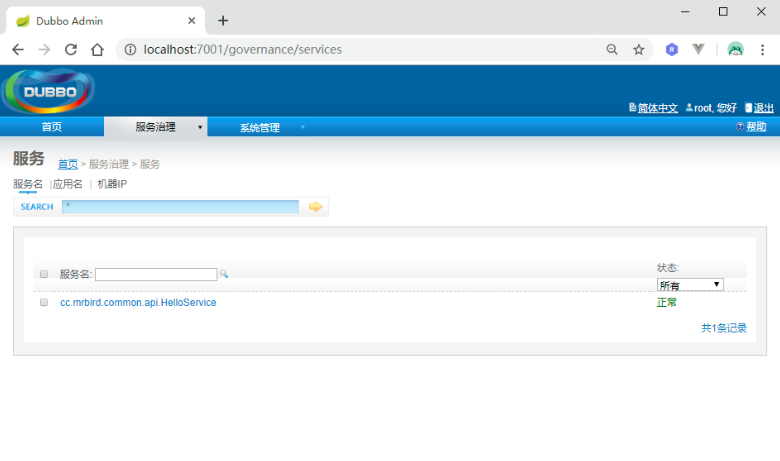 Dubbo Admin
localhost:7001/governance/services
DUBBO
简体中文 root, 您好 退出
首页 服务治理 系统管理 帮助
服务 首页 > 服务治理 > 服务
服务名 | 应用名 | 机器IP
SEARCH *
服务名: 状态:
所有
cc.mrbird.common.api.HelloService 正常
共1条记录